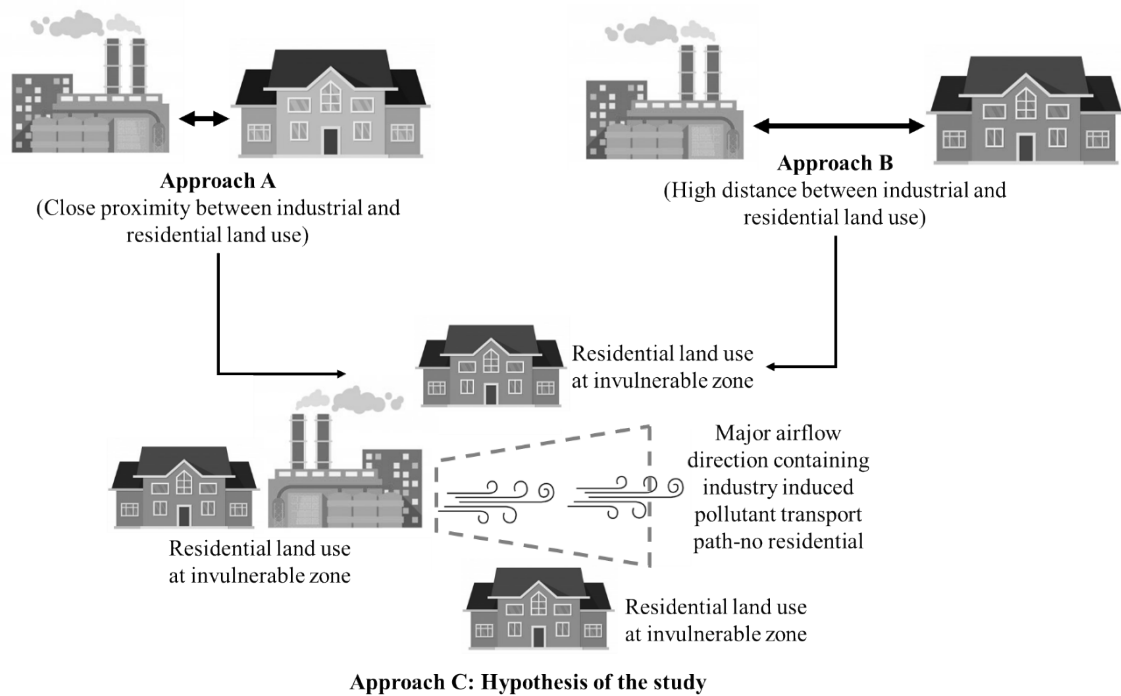 Approach A
(Close proximity between industrial and
residential land use)
Approach B
(High distance between industrial and
residential land use)
Residential land use
at invulnerable zone
Residential land use
at invulnerable zone
Major airflow
direction containing
industry induced
pollutant transport
path-no residential
Residential land use
at invulnerable zone
Approach C: Hypothesis of the study